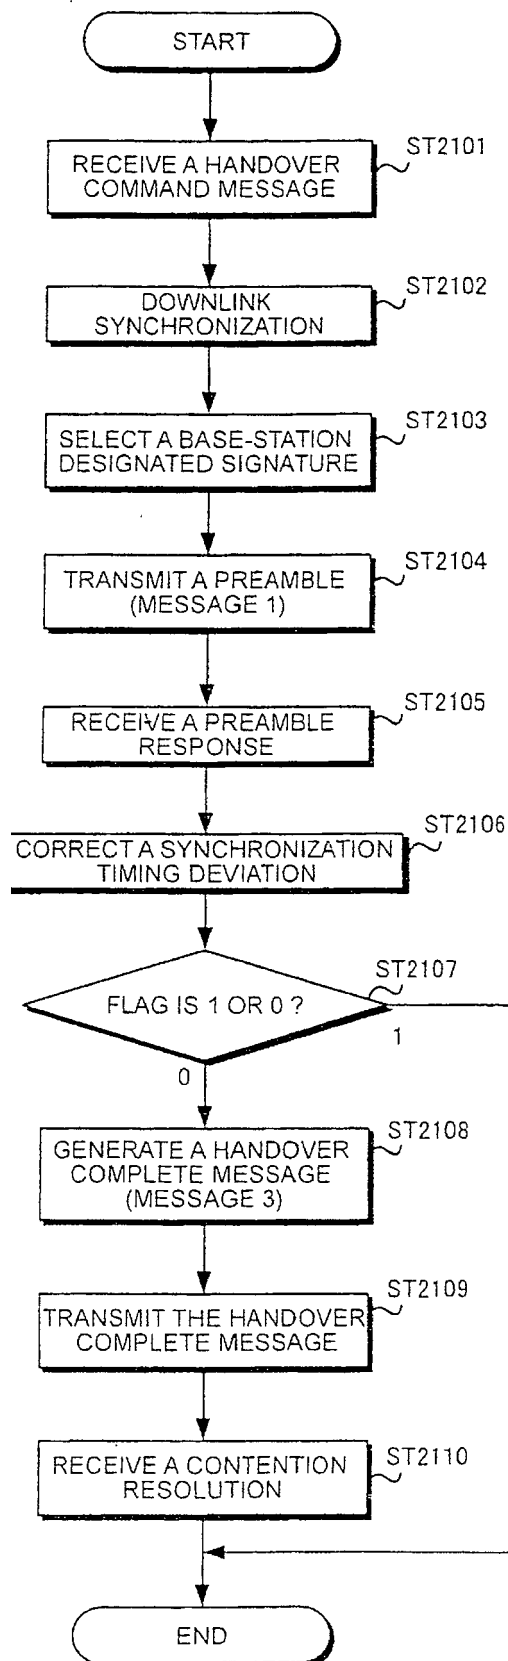 START
RECEIVE A HANDOVER
COMMAND MESSAGE
ST2101
DOWNLINK
SYNCHRONIZATION
ST2102
SELECT A BASE-STATION
DESIGNATED SIGNATURE
ST2103
TRANSMIT A PREAMBLE
(MESSAGE 1)
ST2104
RECEIVE A PREAMBLE
RESPONSE
ST2105
CORRECT A SYNCHRONIZATION
TIMING DEVIATION
ST2106
FLAG IS 1 OR 0 ?
ST2107
1
0
GENERATE A HANDOVER
COMPLETE MESSAGE
(MESSAGE 3)
ST2108
TRANSMIT THE HANDOVER
COMPLETE MESSAGE
ST2109
RECEIVE A CONTENTION
RESOLUTION
ST2110
END